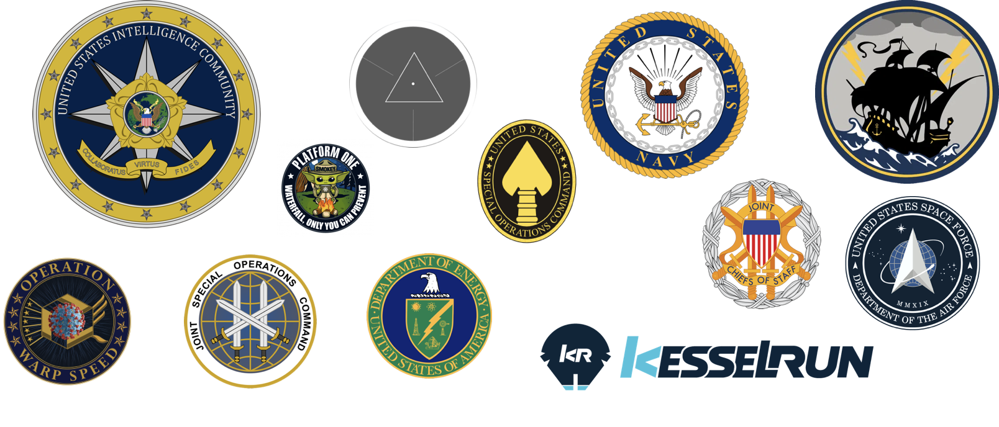 UNITED STATES INTELLIGENCE COMMUNITY
COLLABORATUS VIRTUS FIDES
PLATFORM ONE
SMOKEY
WATERFALL, ONLY YOU CAN PREVENT
UNITED STATES
SPECIAL OPERATIONS COMMAND
UNITED STATES
NAVY
JOINT
CHIEFS OF STAFF
UNITED STATES SPACE FORCE
MMXIX
DEPARTMENT OF THE AIR FORCE
OPERATION
WARP SPEED
JOINT SPECIAL OPERATIONS COMMAND
DEPARTMENT OF ENERGY
UNITED STATES OF AMERICA
KR
KESSELRUN